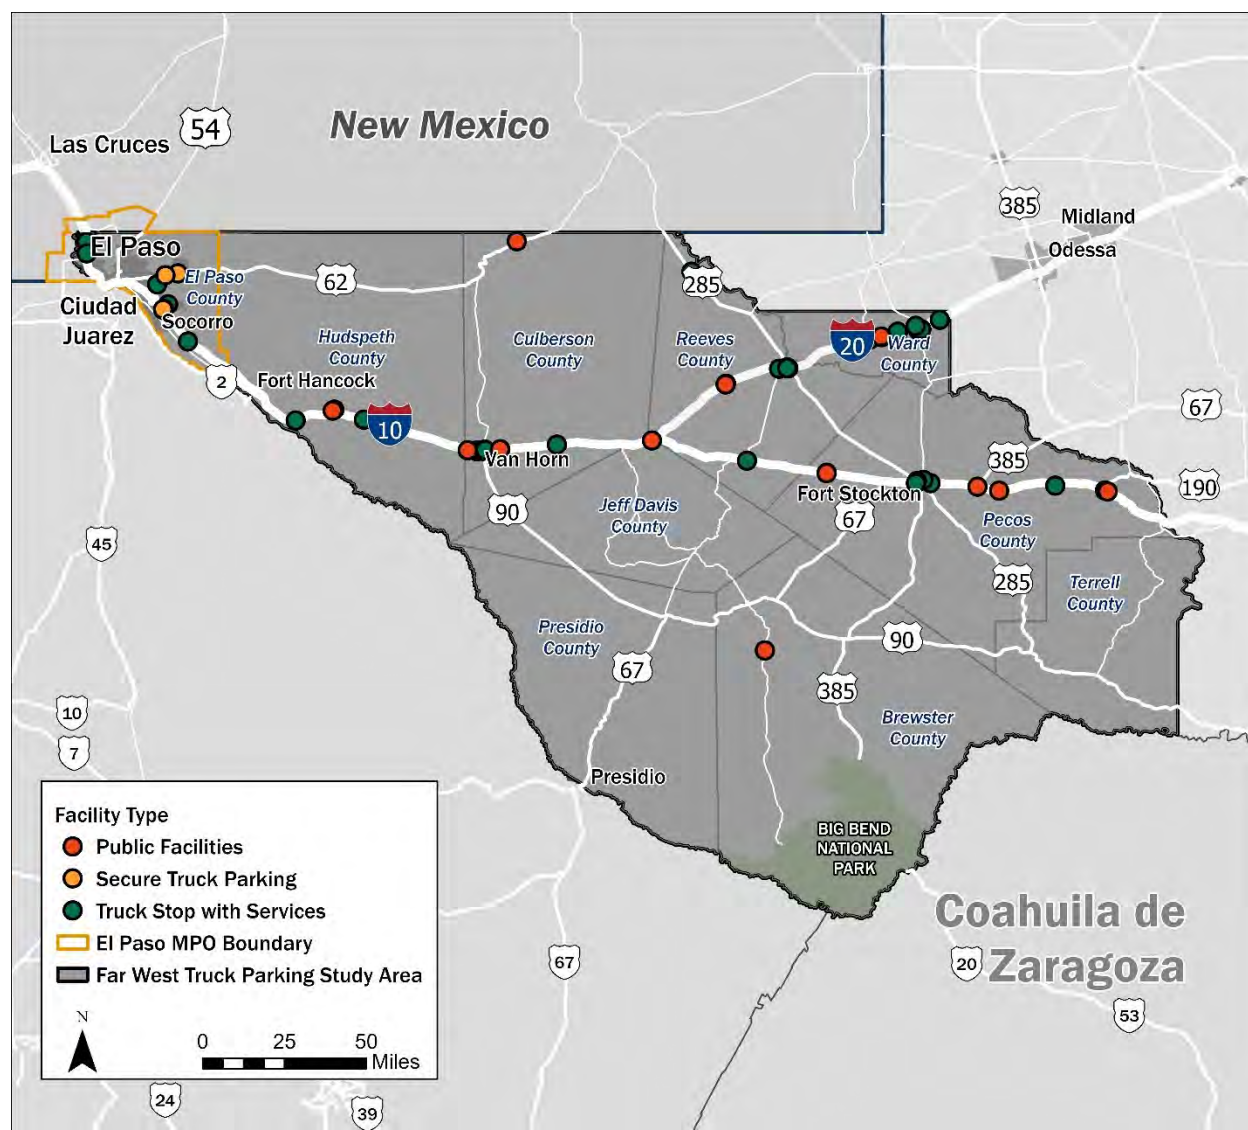 New Mexico
54
Las Cruces
385
Midland
Odessa
El Paso
El Paso
County
62
285
Ciudad
Juarez
Socorro
Hudspeth
County
Culberson
County
Reeves
County
20
Ward
County
2
Fort Hancock
10
67
Van Horn
385
190
Fort Stockton
90
Jeff Davis
County
67
Pecos
County
45
285
Terrell
County
Presidio
County
90
67
385
10
7
Brewster
County
Presidio
BIG BEND
NATIONAL
PARK
Facility Type
Public Facilities
Secure Truck Parking
Truck Stop with Services
El Paso MPO Boundary
Far West Truck Parking Study Area
N
0 25 50
Miles
Coahuila de
Zaragoza
67
20
53
24
39